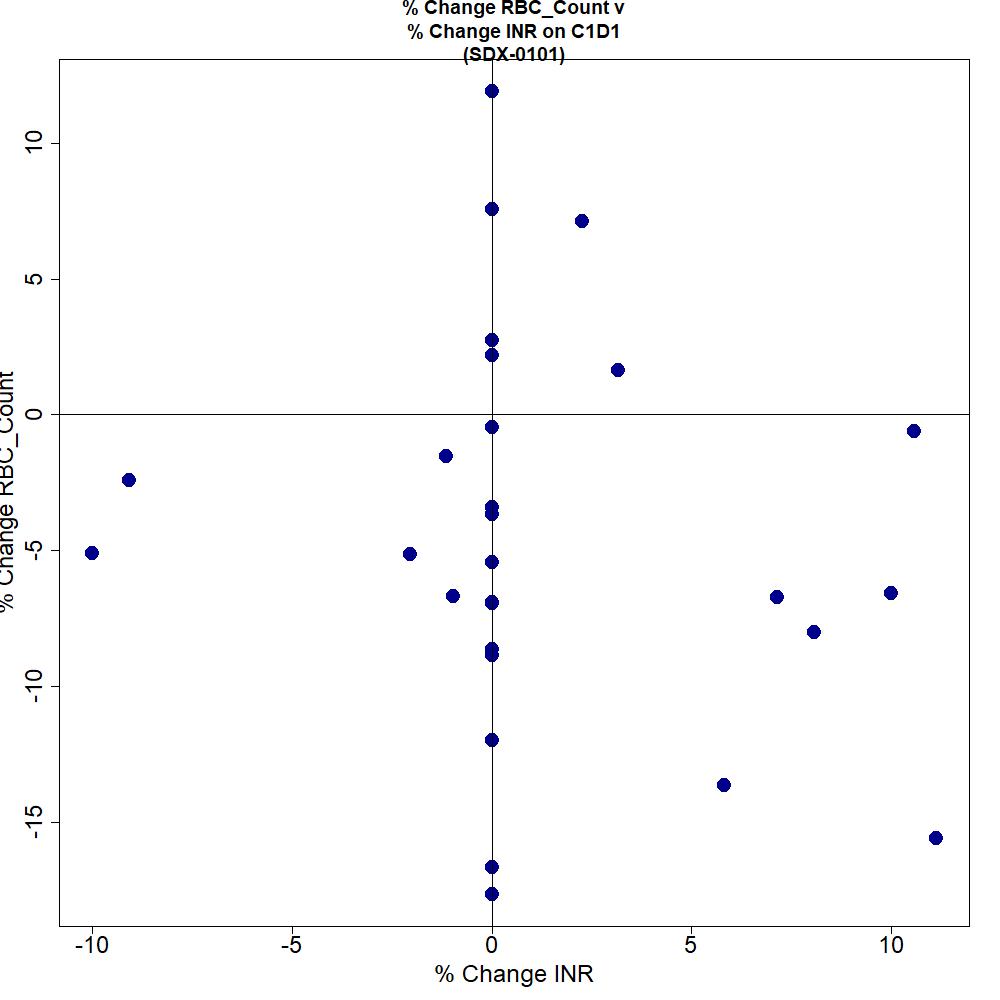 % Change RBC_Count v
% Change INR on C1D1
(SDX-0101)
10
5
0
-5
-10
-15
% Change RBC_Count
-10
-5
0
5
10
% Change INR